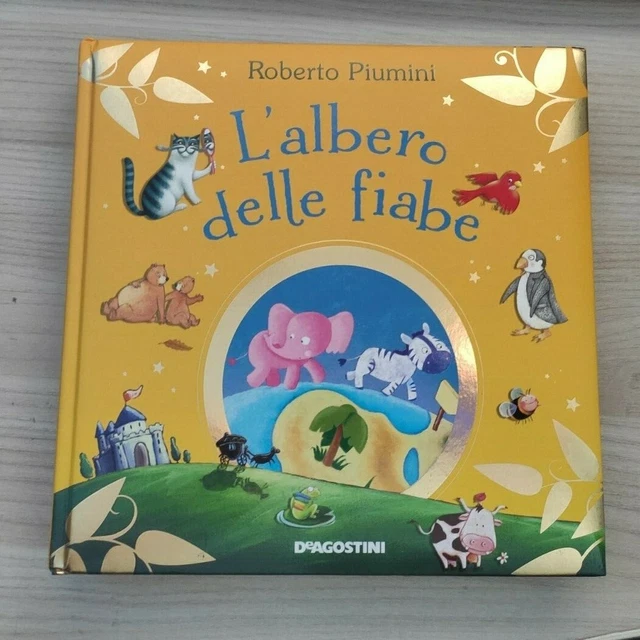 Roberto Piumini
L'albero
delle fiabe
DeAGOSTINI